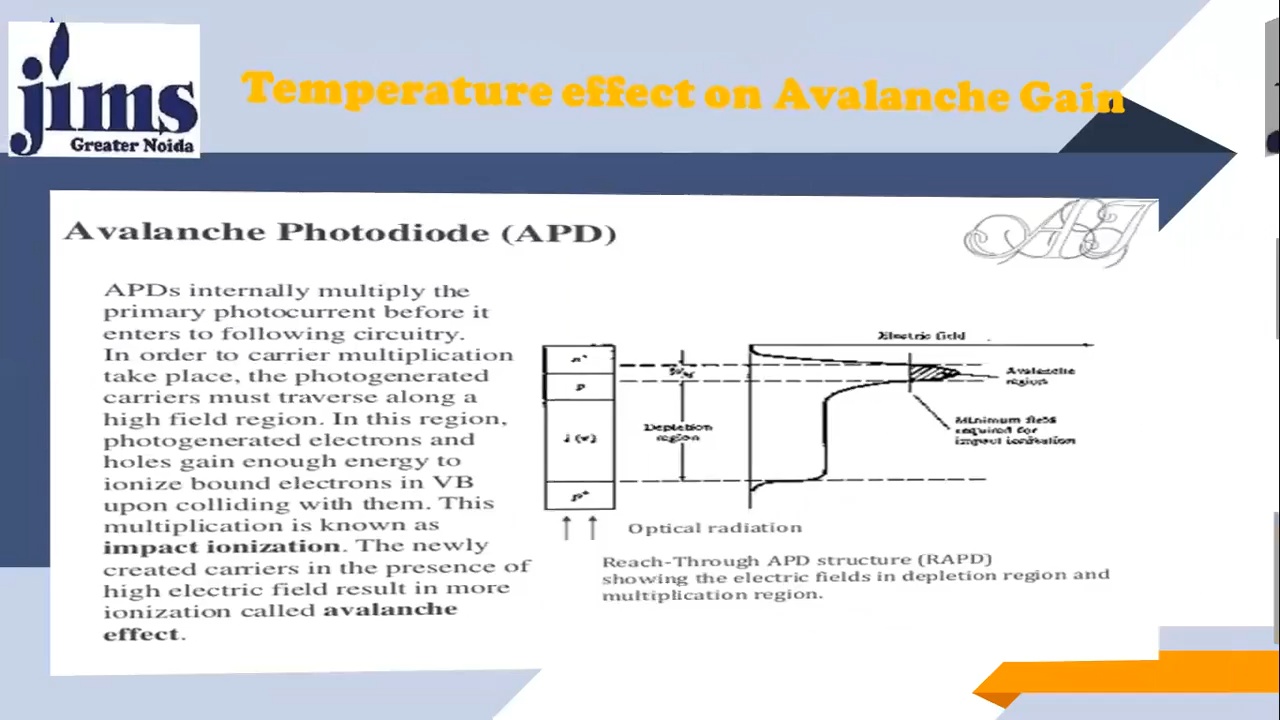 jims
Greater Noida
Temperature effect on Avalanche Gain
Avalanche Photodiode (APD)
APDs internally multiply the
primary photocurrent before it
enters to following circuitry.
In order to carrier multiplication
take place, the photogenerated
carriers must traverse along a
high field region. In this region,
photogenerated electrons and
holes gain enough energy to
ionize bound electrons in VB
upon colliding with them. This
multiplication is known as
impact ionization. The newly
created carriers in the presence of
high electric field result in more
ionization called avalanche
effect.
Electric field
n⁺
p
i (π)
p⁺
Depletion
region
Avalanche
region
Minimum field
required for
impact ionization
Optical radiation
Reach-Through APD structure (RAPD)
showing the electric fields in depletion region and
multiplication region.